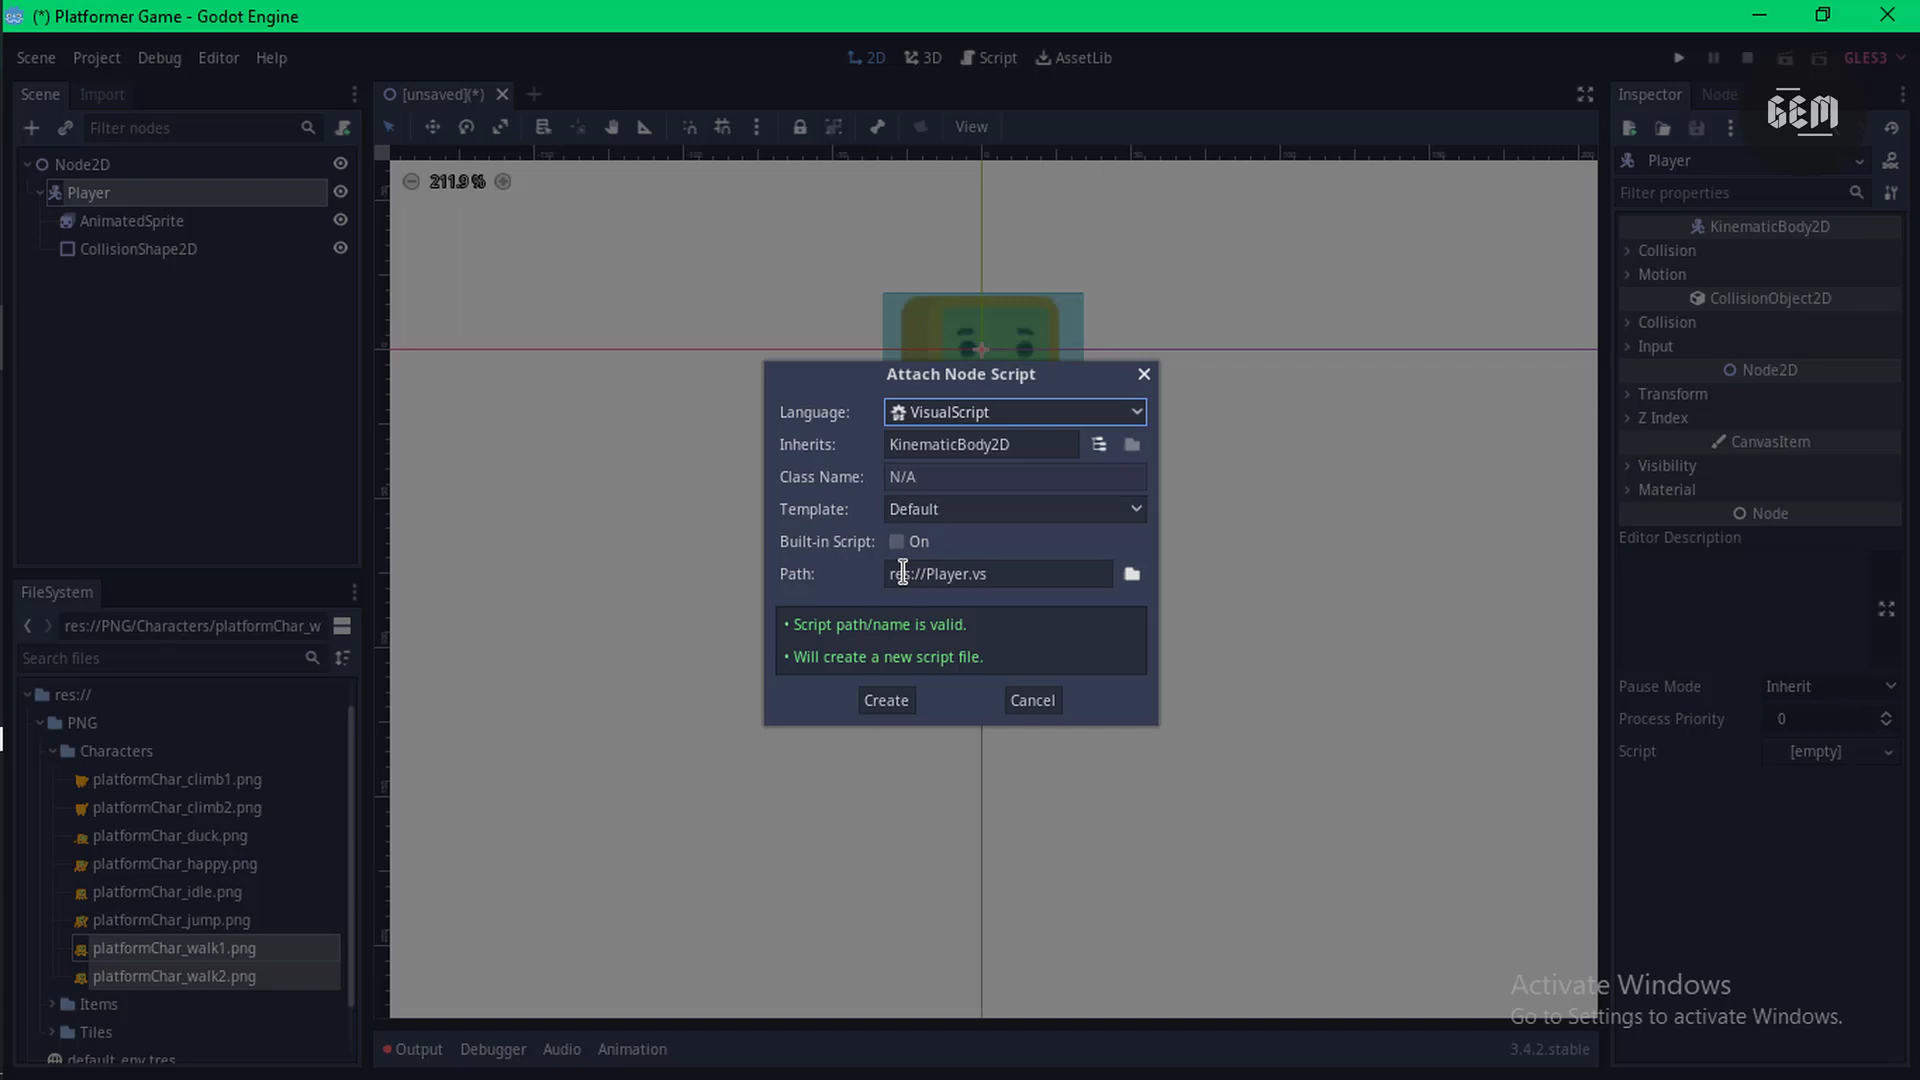 (*) Platformer Game - Godot Engine
Scene Project Debug Editor Help
2D 3D Script AssetLib
GLES3
Scene Import
[unsaved](*)
Inspector Node
GEM
Filter nodes
View
Node2D
Player
AnimatedSprite
CollisionShape2D
211.9 %
Player
Filter properties
KinematicBody2D
Collision
Motion
CollisionObject2D
Collision
Input
Node2D
Transform
Z Index
CanvasItem
Visibility
Material
Node
Editor Description
Pause Mode Inherit
Process Priority 0
Script [empty]
Attach Node Script
Language: VisualScript
Inherits: KinematicBody2D
Class Name: N/A
Template: Default
Built-in Script: On
Path: res://Player.vs
• Script path/name is valid.
• Will create a new script file.
Create Cancel
FileSystem
res://PNG/Characters/platformChar_w
Search files
res://
PNG
Characters
platformChar_climb1.png
platformChar_climb2.png
platformChar_duck.png
platformChar_happy.png
platformChar_idle.png
platformChar_jump.png
platformChar_walk1.png
platformChar_walk2.png
Items
Tiles
default_env.tres
Output Debugger Audio Animation
3.4.2.stable
Activate Windows
Go to Settings to activate Windows.